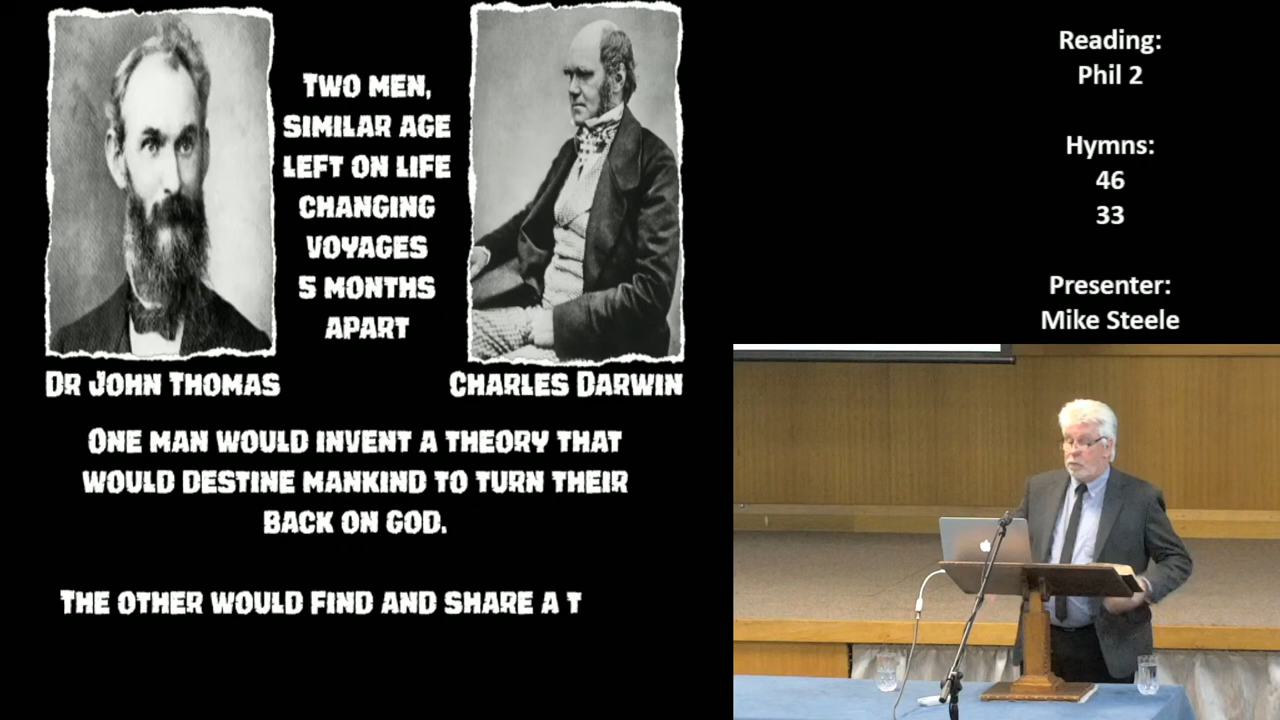 TWO MEN,
SIMILAR AGE
LEFT ON LIFE
CHANGING
VOYAGES
5 MONTHS
APART
DR JOHN THOMAS
CHARLES DARWIN
ONE MAN WOULD INVENT A THEORY THAT
WOULD DESTINE MANKIND TO TURN THEIR
BACK ON GOD.
THE OTHER WOULD FIND AND SHARE A T
Reading:
Phil 2
Hymns:
46
33
Presenter:
Mike Steele